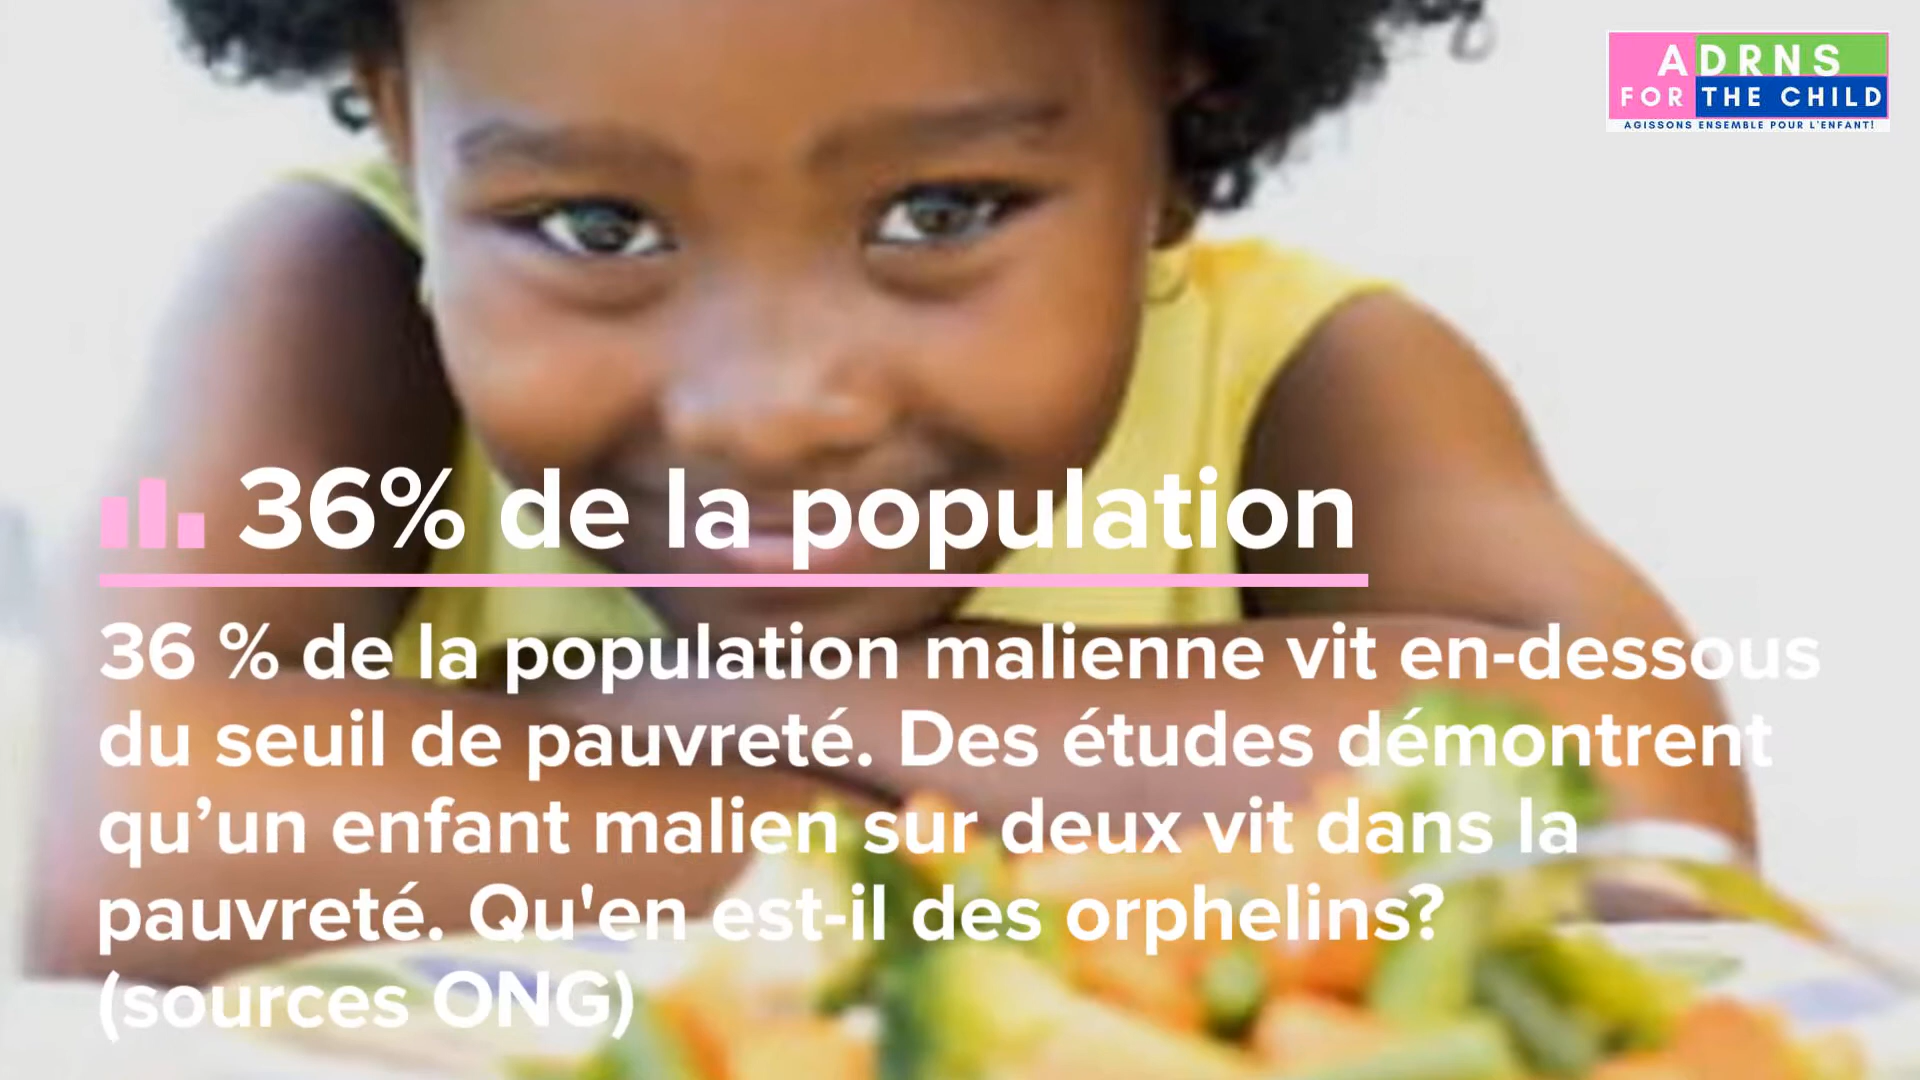 ADRNS
FOR THE CHILD
AGISSONS ENSEMBLE POUR L'ENFANT!
36% de la population
36 % de la population malienne vit en-dessous
du seuil de pauvreté. Des études démontrent
qu’un enfant malien sur deux vit dans la
pauvreté. Qu'en est-il des orphelins?
(sources ONG)